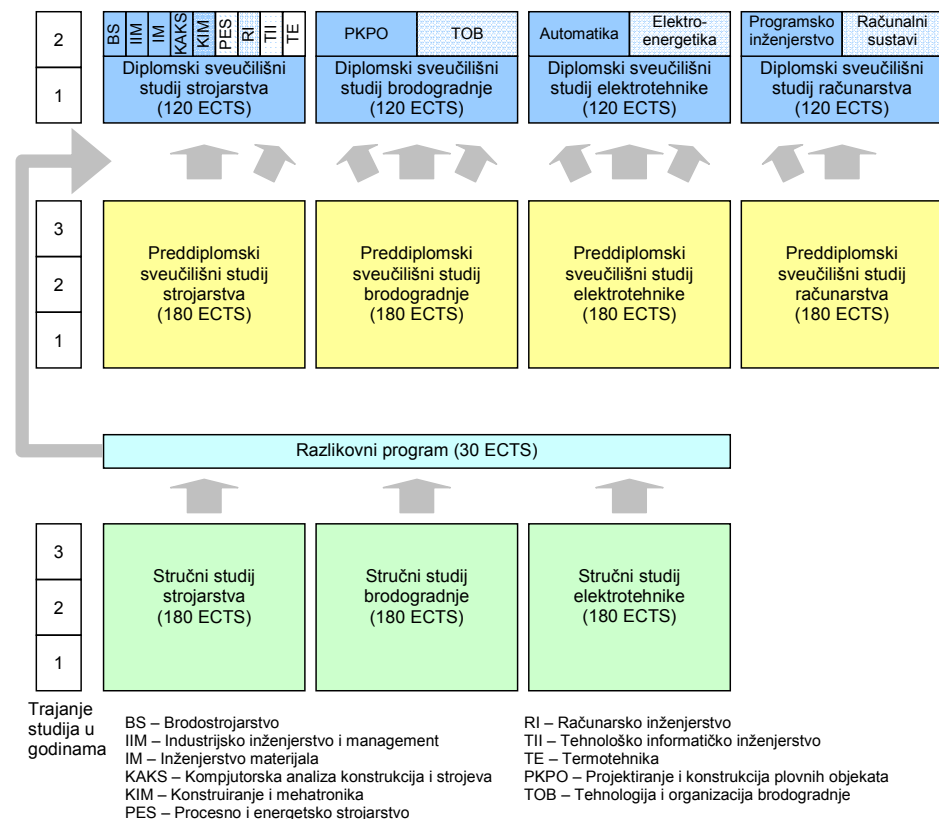 2
1
BS
IIM
IM
KAKS
KIM
PES
RI
TII
TE
Diplomski sveučilišni
studij strojarstva
(120 ECTS)
PKPO
TOB
Diplomski sveučilišni
studij brodogradnje
(120 ECTS)
Automatika
Elektro-
energetika
Diplomski sveučilišni
studij elektrotehnike
(120 ECTS)
Programsko
inženjerstvo
Računalni
sustavi
Diplomski sveučilišni
studij računarstva
(120 ECTS)
3
2
1
Preddiplomski
sveučilišni studij
strojarstva
(180 ECTS)
Preddiplomski
sveučilišni studij
brodogradnje
(180 ECTS)
Preddiplomski
sveučilišni studij
elektrotehnike
(180 ECTS)
Preddiplomski
sveučilišni studij
računarstva
(180 ECTS)
Razlikovni program (30 ECTS)
3
2
1
Stručni studij
strojarstva
(180 ECTS)
Stručni studij
brodogradnje
(180 ECTS)
Stručni studij
elektrotehnike
(180 ECTS)
Trajanje
studija u
godinama
BS – Brodostrojarstvo
IIM – Industrijsko inženjerstvo i management
IM – Inženjerstvo materijala
KAKS – Kompjutorska analiza konstrukcija i strojeva
KIM – Konstruiranje i mehatronika
PES – Procesno i energetsko strojarstvo
RI – Računarsko inženjerstvo
TII – Tehnološko informatičko inženjerstvo
TE – Termotehnika
PKPO – Projektiranje i konstrukcija plovnih objekata
TOB – Tehnologija i organizacija brodogradnje